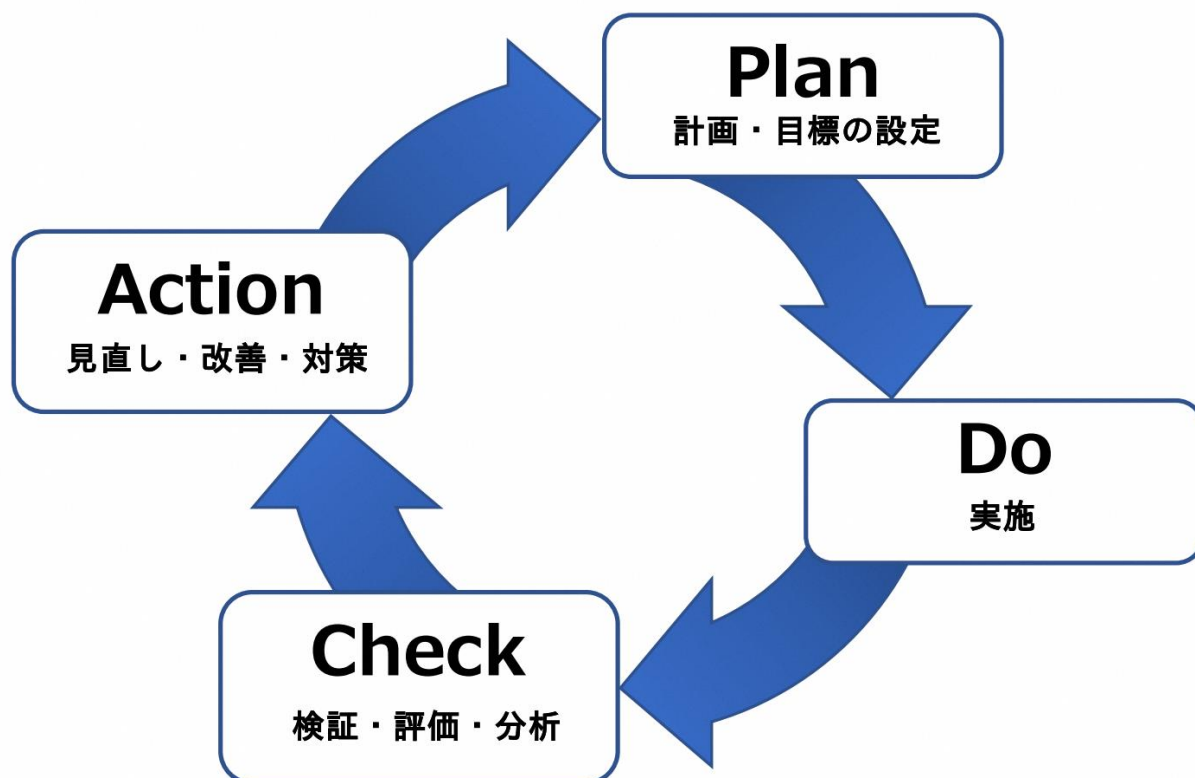 Plan
計画・目標の設定
Do
実施
Check
検証・評価・分析
Action
見直し・改善・対策